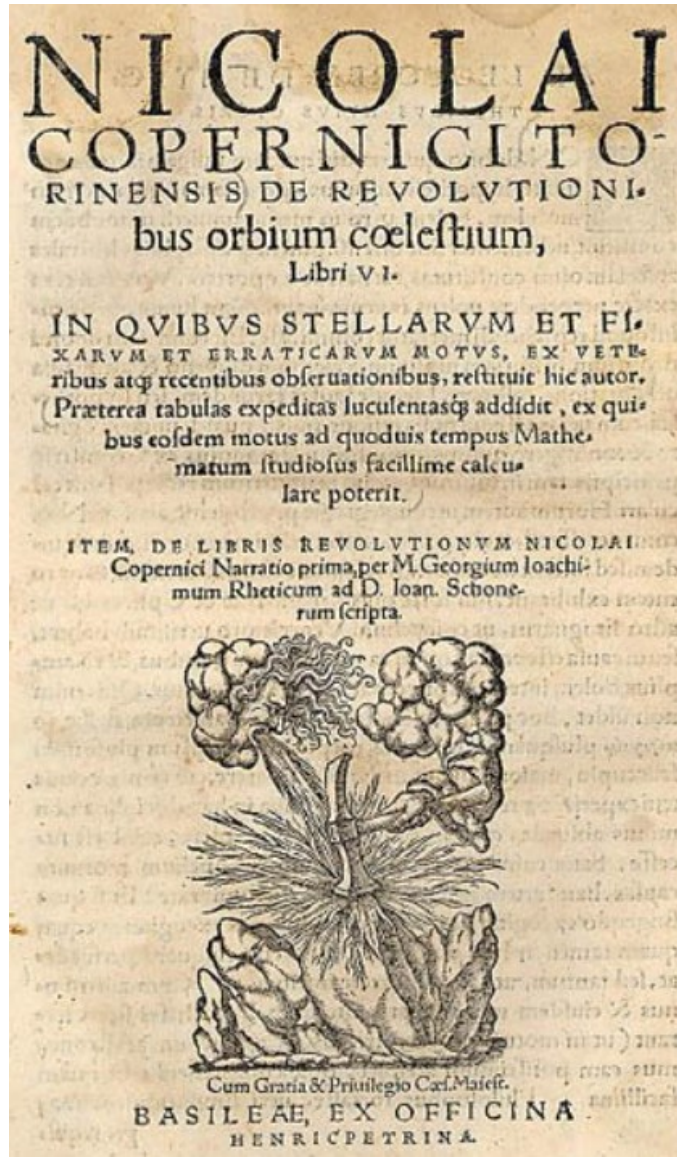 NICOLAI
COPERNICI TO-
RINENSIS DE REVOLVTIONI-
bus orbium cœleſtium,
Libri VI.
IN QVIBVS STELLARVM ET FI-
XARVM ET ERRATICARVM MOTVS, EX VETE-
ribus atq; recentibus obſeruationibus, reſtituit hic autor.
Præterea tabulas expeditas luculentasq; addidit, ex qui-
bus eoſdem motus ad quoduis tempus Mathe-
matum ſtudioſus facillime calcu-
lare poterit.
ITEM, DE LIBRIS REVOLVTIONVM NICOLAI
Copernici Narratio prima, per M. Georgium Ioachi-
mum Rheticum ad D. Ioan. Schone-
rum ſcripta.
Cum Gratia & Priuilegio Cæſ. Maieſt.
BASILEAE, EX OFFICINA
HENRICPETRINA.